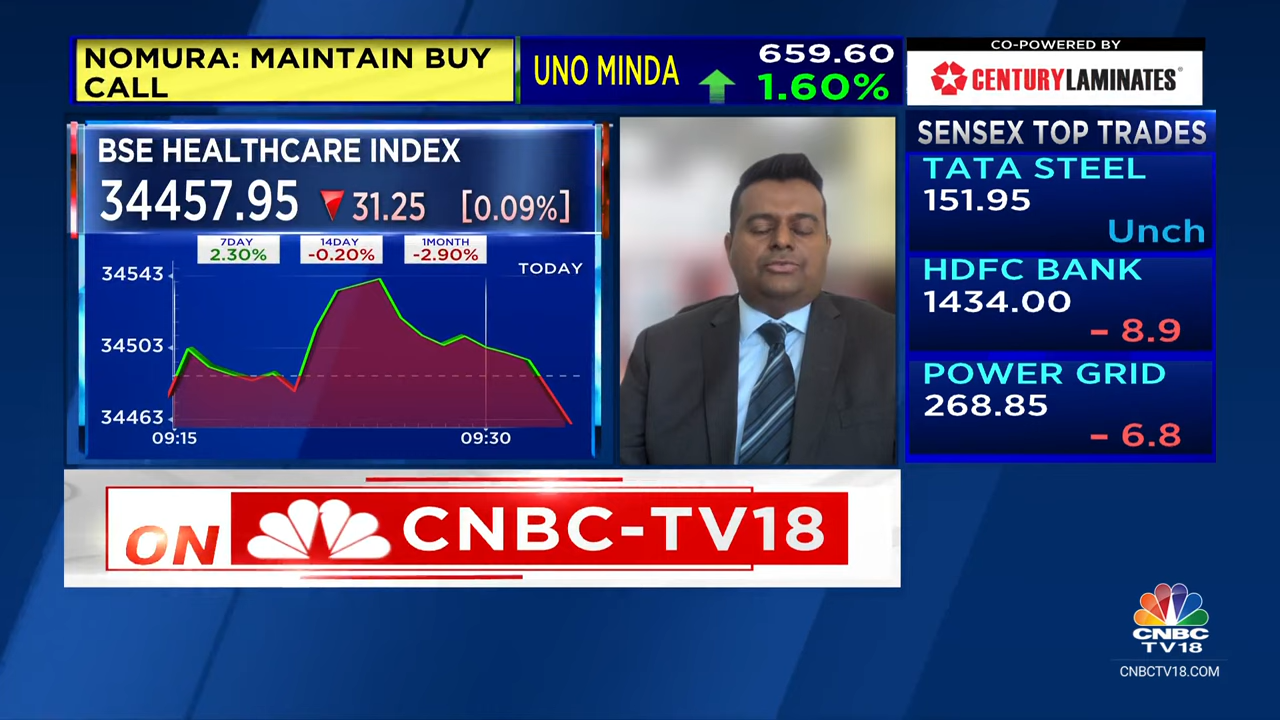 NOMURA: MAINTAIN BUY
CALL
UNO MINDA
659.60
1.60%
CO-POWERED BY
CENTURYLAMINATES®
BSE HEALTHCARE INDEX
34457.95 31.25 [0.09%]
7DAY
2.30%
14DAY
-0.20%
1MONTH
-2.90%
TODAY
34543
34503
34463
09:15
09:30
SENSEX TOP TRADES
TATA STEEL
151.95
Unch
HDFC BANK
1434.00
- 8.9
POWER GRID
268.85
- 6.8
ON CNBC-TV18
CNBC
TV18
CNBCTV18.COM